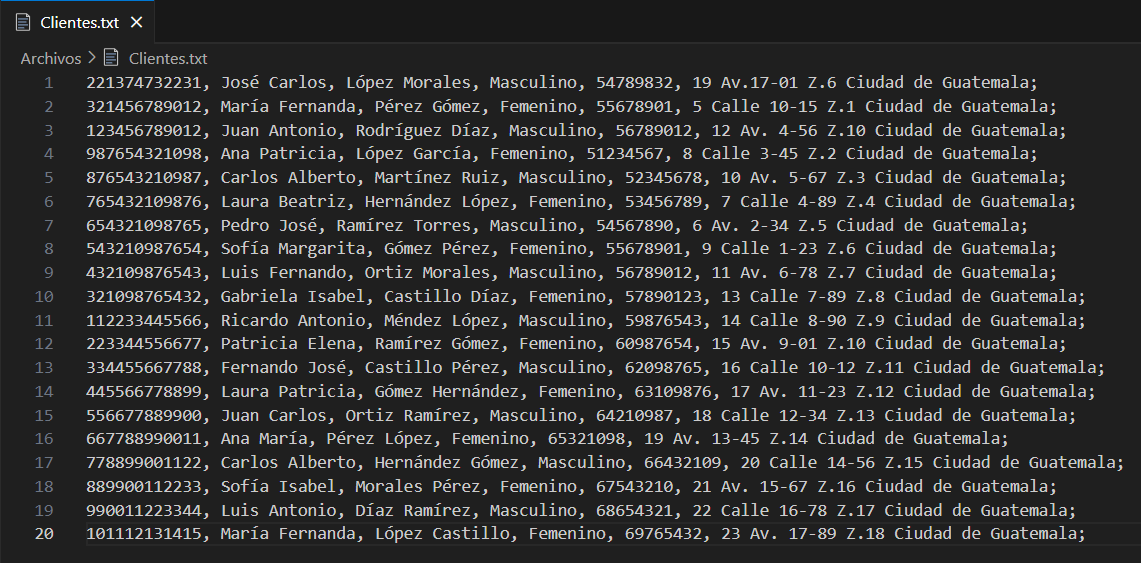 Clientes.txt
Archivos > Clientes.txt
1 221374732231, José Carlos, López Morales, Masculino, 54789832, 19 Av.17-01 Z.6 Ciudad de Guatemala;
2 321456789012, María Fernanda, Pérez Gómez, Femenino, 55678901, 5 Calle 10-15 Z.1 Ciudad de Guatemala;
3 123456789012, Juan Antonio, Rodríguez Díaz, Masculino, 56789012, 12 Av. 4-56 Z.10 Ciudad de Guatemala;
4 987654321098, Ana Patricia, López García, Femenino, 51234567, 8 Calle 3-45 Z.2 Ciudad de Guatemala;
5 876543210987, Carlos Alberto, Martínez Ruiz, Masculino, 52345678, 10 Av. 5-67 Z.3 Ciudad de Guatemala;
6 765432109876, Laura Beatriz, Hernández López, Femenino, 53456789, 7 Calle 4-89 Z.4 Ciudad de Guatemala;
7 654321098765, Pedro José, Ramírez Torres, Masculino, 54567890, 6 Av. 2-34 Z.5 Ciudad de Guatemala;
8 543210987654, Sofía Margarita, Gómez Pérez, Femenino, 55678901, 9 Calle 1-23 Z.6 Ciudad de Guatemala;
9 432109876543, Luis Fernando, Ortiz Morales, Masculino, 56789012, 11 Av. 6-78 Z.7 Ciudad de Guatemala;
10 321098765432, Gabriela Isabel, Castillo Díaz, Femenino, 57890123, 13 Calle 7-89 Z.8 Ciudad de Guatemala;
11 112233445566, Ricardo Antonio, Méndez López, Masculino, 59876543, 14 Calle 8-90 Z.9 Ciudad de Guatemala;
12 223344556677, Patricia Elena, Ramírez Gómez, Femenino, 60987654, 15 Av. 9-01 Z.10 Ciudad de Guatemala;
13 334455667788, Fernando José, Castillo Pérez, Masculino, 62098765, 16 Calle 10-12 Z.11 Ciudad de Guatemala;
14 445566778899, Laura Patricia, Gómez Hernández, Femenino, 63109876, 17 Av. 11-23 Z.12 Ciudad de Guatemala;
15 556677889900, Juan Carlos, Ortiz Ramírez, Masculino, 64210987, 18 Calle 12-34 Z.13 Ciudad de Guatemala;
16 667788990011, Ana María, Pérez López, Femenino, 65321098, 19 Av. 13-45 Z.14 Ciudad de Guatemala;
17 778899001122, Carlos Alberto, Hernández Gómez, Masculino, 66432109, 20 Calle 14-56 Z.15 Ciudad de Guatemala;
18 889900112233, Sofía Isabel, Morales Pérez, Femenino, 67543210, 21 Av. 15-67 Z.16 Ciudad de Guatemala;
19 990011223344, Luis Antonio, Díaz Ramírez, Masculino, 68654321, 22 Calle 16-78 Z.17 Ciudad de Guatemala;
20 101112131415, María Fernanda, López Castillo, Femenino, 69765432, 23 Av. 17-89 Z.18 Ciudad de Guatemala;